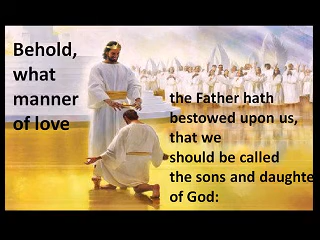 Behold,
what
manner
of love
the Father hath
bestowed upon us,
that we
should be called
the sons and daughte
of God: